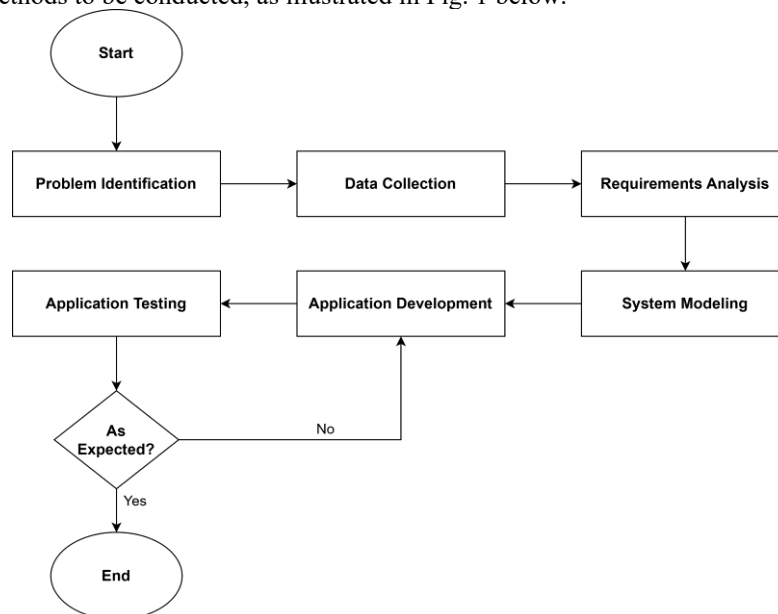 methods to be conducted, as illustrated in Fig. 1 below.
Start
Problem Identification
Data Collection
Requirements Analysis
Application Testing
Application Development
System Modeling
As
Expected?
No
Yes
End